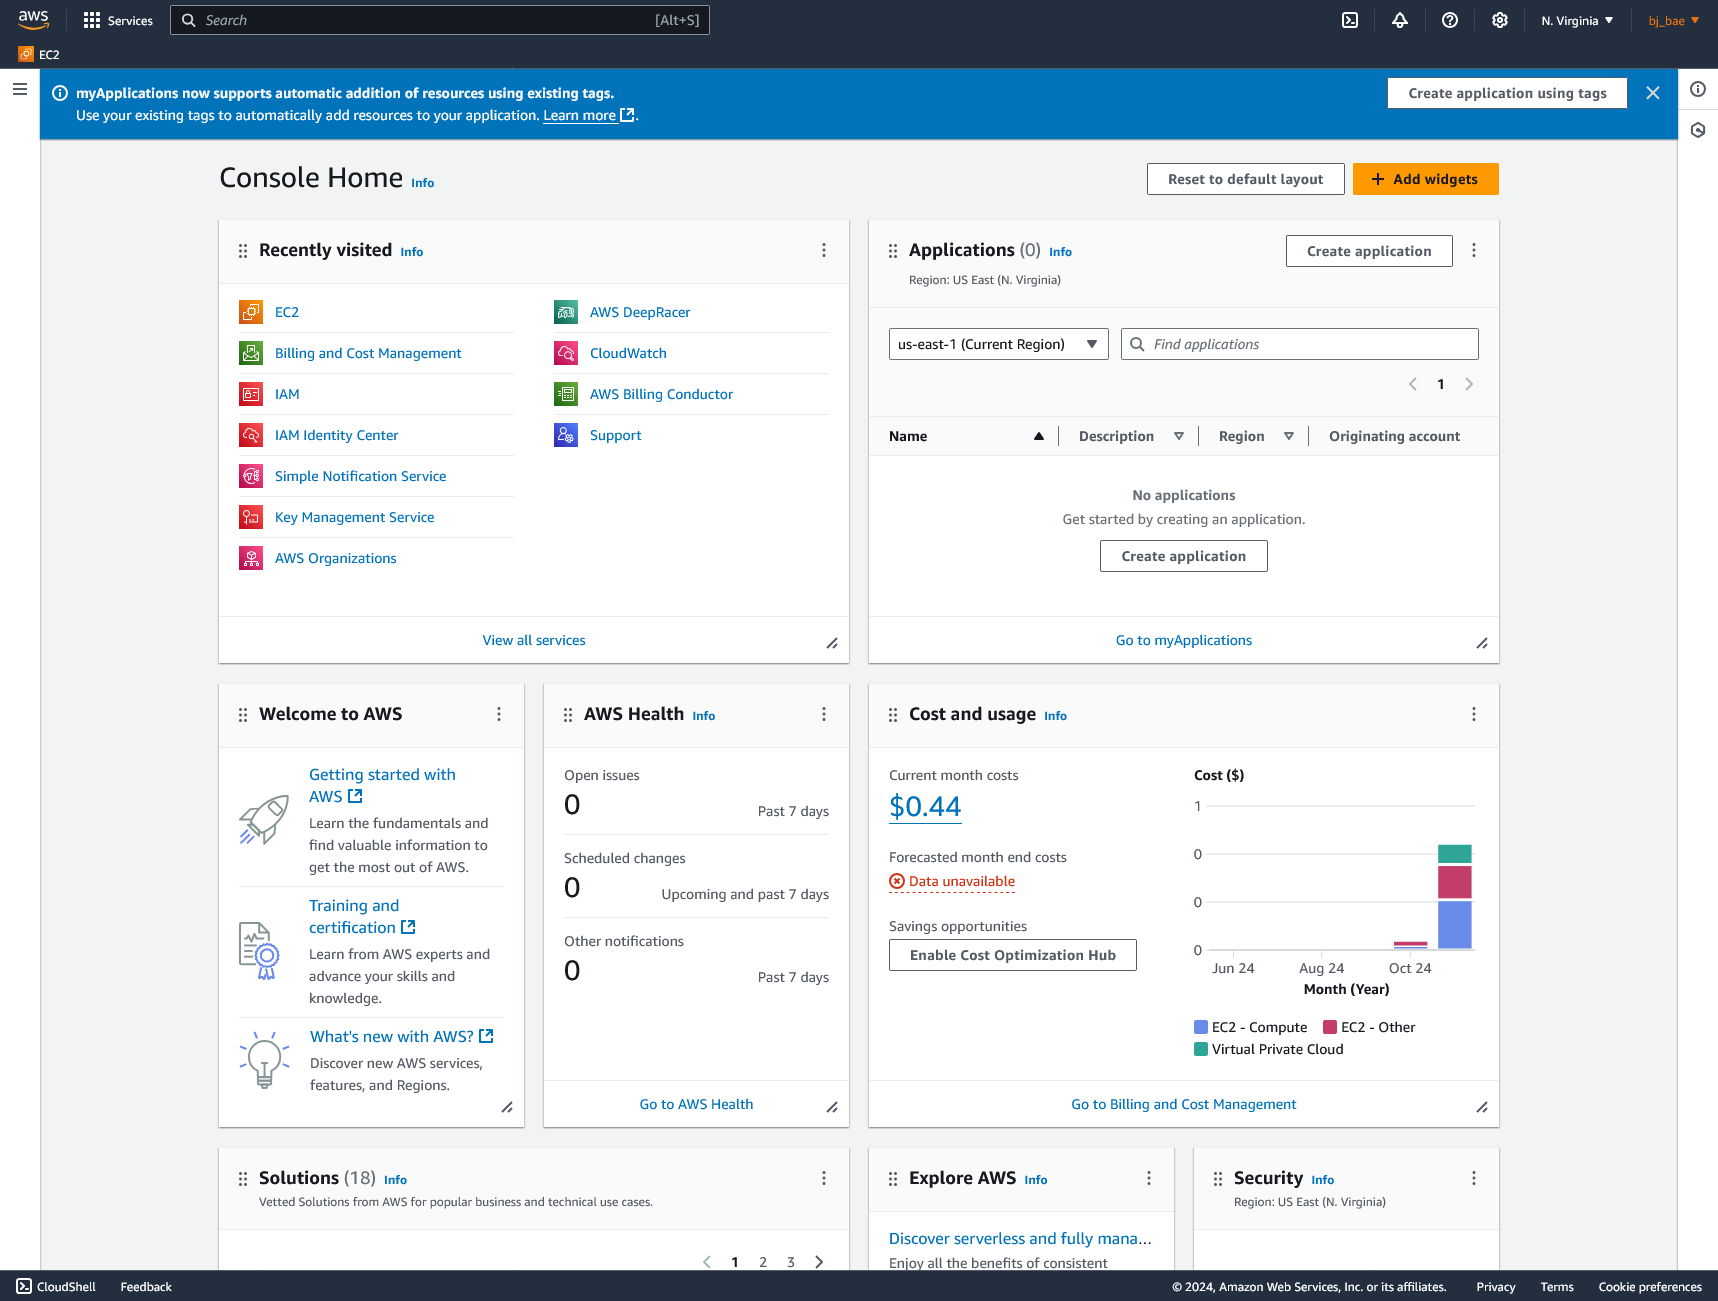 aws
Services
Search
[Alt+S]
N. Virginia
bj_bae
EC2
myApplications now supports automatic addition of resources using existing tags.
Use your existing tags to automatically add resources to your application. Learn more.
Create application using tags
Console Home Info
Reset to default layout
Add widgets
Recently visited Info
EC2
Billing and Cost Management
IAM
IAM Identity Center
Simple Notification Service
Key Management Service
AWS Organizations
AWS DeepRacer
CloudWatch
AWS Billing Conductor
Support
View all services
Applications (0) Info
Region: US East (N. Virginia)
Create application
us-east-1 (Current Region)
Find applications
1
Name
Description
Region
Originating account
No applications
Get started by creating an application.
Create application
Go to myApplications
Welcome to AWS
Getting started with
AWS
Learn the fundamentals and
find valuable information to
get the most out of AWS.
Training and
certification
Learn from AWS experts and
advance your skills and
knowledge.
What's new with AWS?
Discover new AWS services,
features, and Regions.
AWS Health Info
Open issues
0
Past 7 days
Scheduled changes
0
Upcoming and past 7 days
Other notifications
0
Past 7 days
Go to AWS Health
Cost and usage Info
Current month costs
$0.44
Forecasted month end costs
Data unavailable
Savings opportunities
Enable Cost Optimization Hub
Cost ($)
1
0
0
0
Jun 24
Aug 24
Oct 24
Month (Year)
EC2 - Compute
EC2 - Other
Virtual Private Cloud
Go to Billing and Cost Management
Solutions (18) Info
Vetted Solutions from AWS for popular business and technical use cases.
1 2 3
Explore AWS Info
Discover serverless and fully mana...
Enjoy all the benefits of consistent
Security Info
Region: US East (N. Virginia)
CloudShell
Feedback
© 2024, Amazon Web Services, Inc. or its affiliates.
Privacy
Terms
Cookie preferences